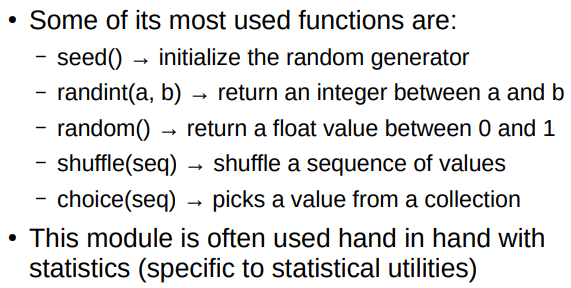 • Some of its most used functions are:
– seed() → initialize the random generator
– randint(a, b) → return an integer between a and b
– random() → return a float value between 0 and 1
– shuffle(seq) → shuffle a sequence of values
– choice(seq) → picks a value from a collection
• This module is often used hand in hand with
statistics (specific to statistical utilities)